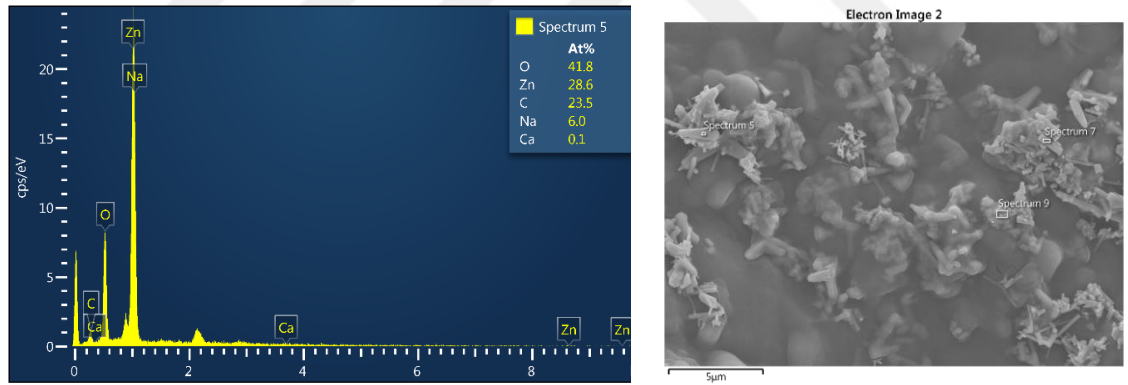 Zn
Na
O
C
Ca
Ca
Zn
Zn
cps/eV
20
15
10
5
0
0
2
4
6
8
Spectrum 5
At%
O 41.8
Zn 28.6
C 23.5
Na 6.0
Ca 0.1
Electron Image 2
Spectrum 5
Spectrum 7
Spectrum 9
5µm